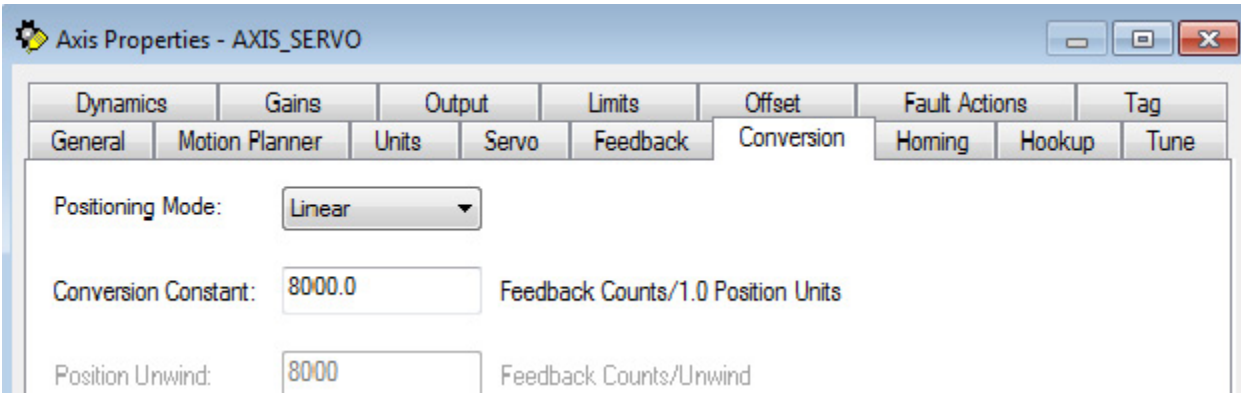 Axis Properties - AXIS_SERVO
Dynamics Gains Output Limits Offset Fault Actions Tag
General Motion Planner Units Servo Feedback Conversion Homing Hookup Tune
Positioning Mode: Linear
Conversion Constant: 8000.0 Feedback Counts/1.0 Position Units
Position Unwind: 8000 Feedback Counts/Unwind